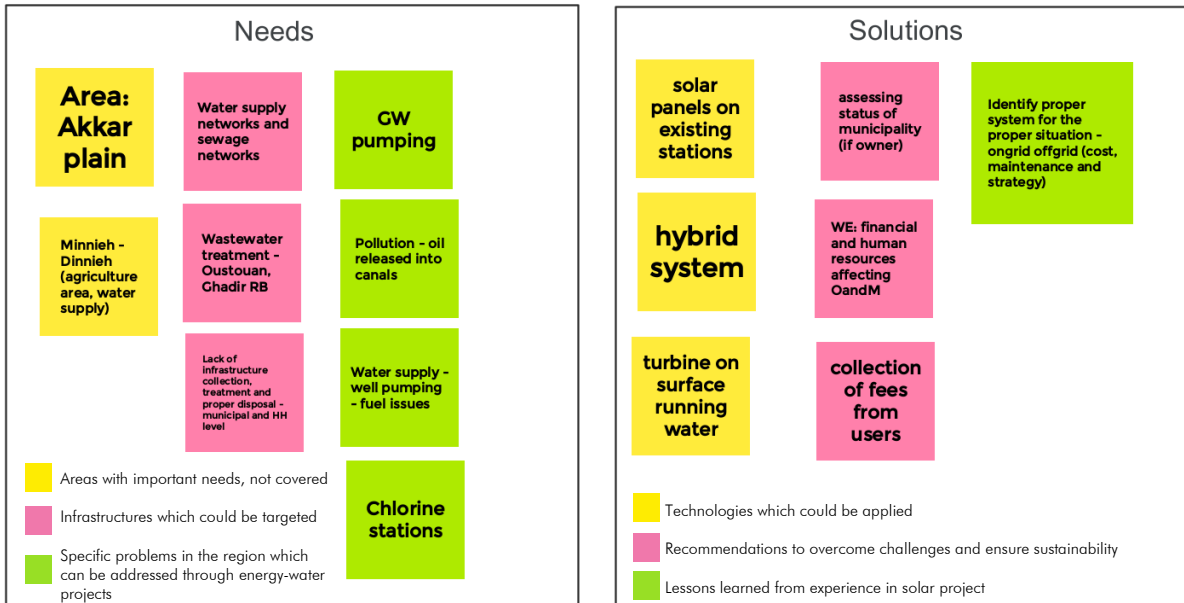 Needs
Area:
Akkar
plain
Water supply
networks and
sewage
networks
GW
pumping
Minnieh -
Dinnieh
(agriculture
area, water
supply)
Wastewater
treatment -
Oustouan,
Ghadir RB
Pollution - oil
released into
canals
Lack of
infrastructure
collection,
treatment and
proper disposal -
municipal and HH
level
Water supply -
well pumping
- fuel issues
Chlorine
stations
Areas with important needs, not covered
Infrastructures which could be targeted
Specific problems in the region which
can be addressed through energy-water
projects
Solutions
solar
panels on
existing
stations
assessing
status of
municipality
(if owner)
Identify proper
system for the
proper situation -
ongrid offgrid (cost,
maintenance and
strategy)
hybrid
system
WE: financial
and human
resources
affecting
OandM
turbine on
surface
running
water
collection
of fees
from
users
Technologies which could be applied
Recommendations to overcome challenges and ensure sustainability
Lessons learned from experience in solar project